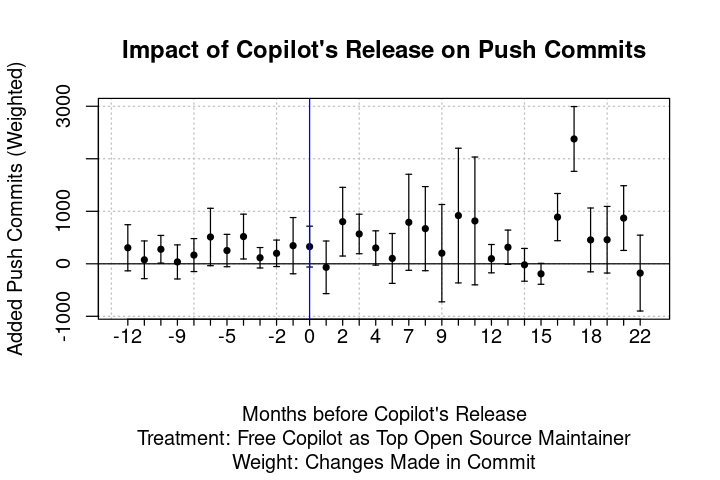 Impact of Copilot's Release on Push Commits
Added Push Commits (Weighted)
3000
1000
0
-1000
-12 -9 -5 -2 0 2 4 7 9 12 15 18 22
Months before Copilot's Release
Treatment: Free Copilot as Top Open Source Maintainer
Weight: Changes Made in Commit